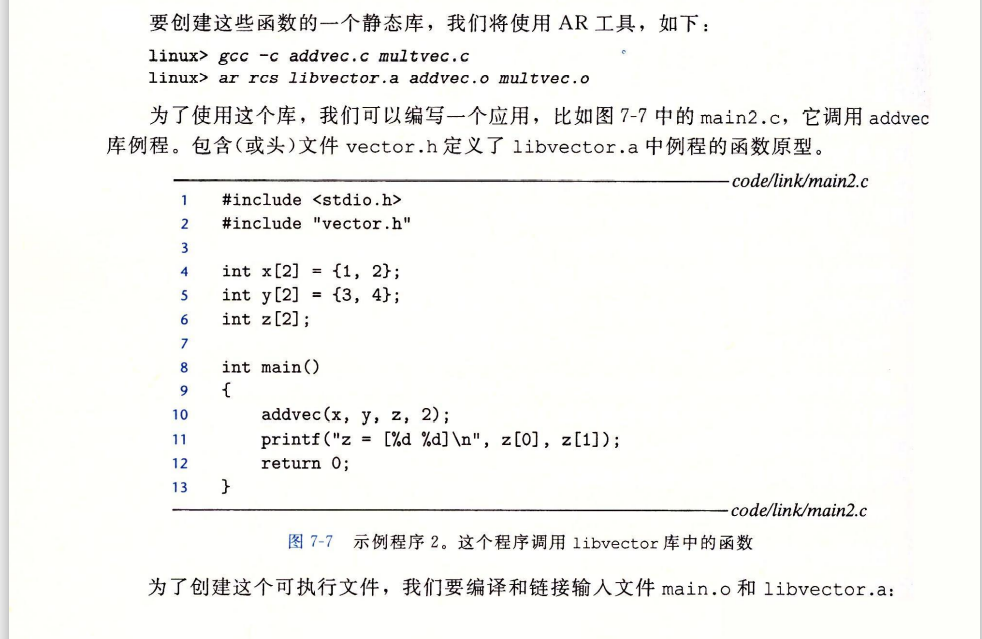 要创建这些函数的一个静态库，我们将使用 AR 工具，如下：
linux> gcc -c addvec.c multvec.c
linux> ar rcs libvector.a addvec.o multvec.o
为了使用这个库，我们可以编写一个应用，比如图 7-7 中的 main2.c，它调用 addvec
库例程。包含(或头)文件 vector.h 定义了 libvector.a 中例程的函数原型。
code/link/main2.c
1 #include <stdio.h>
2 #include "vector.h"
3
4 int x[2] = {1, 2};
5 int y[2] = {3, 4};
6 int z[2];
7
8 int main()
9 {
10     addvec(x, y, z, 2);
11     printf("z = [%d %d]\n", z[0], z[1]);
12     return 0;
13 }
code/link/main2.c
图 7-7 示例程序 2。这个程序调用 libvector 库中的函数
为了创建这个可执行文件，我们要编译和链接输入文件 main.o 和 libvector.a：